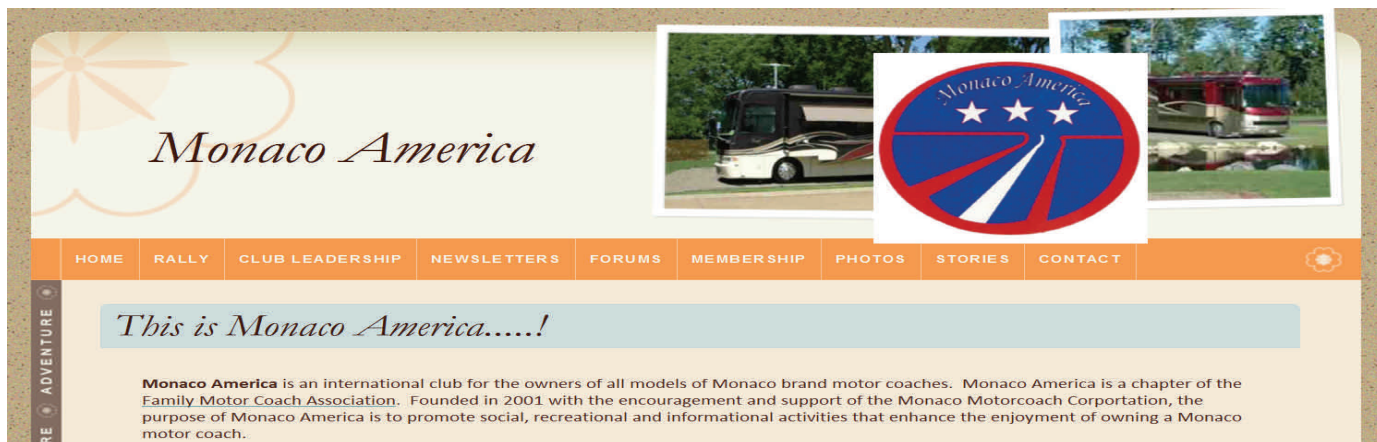 Monaco America
Monaco America
HOME RALLY CLUB LEADERSHIP NEWSLETTERS FORUMS MEMBERSHIP PHOTOS STORIES CONTACT
ADVENTURE
RE
This is Monaco America.....!
Monaco America is an international club for the owners of all models of Monaco brand motor coaches. Monaco America is a chapter of the
Family Motor Coach Association. Founded in 2001 with the encouragement and support of the Monaco Motorcoach Corportation, the
purpose of Monaco America is to promote social, recreational and informational activities that enhance the enjoyment of owning a Monaco
motor coach.